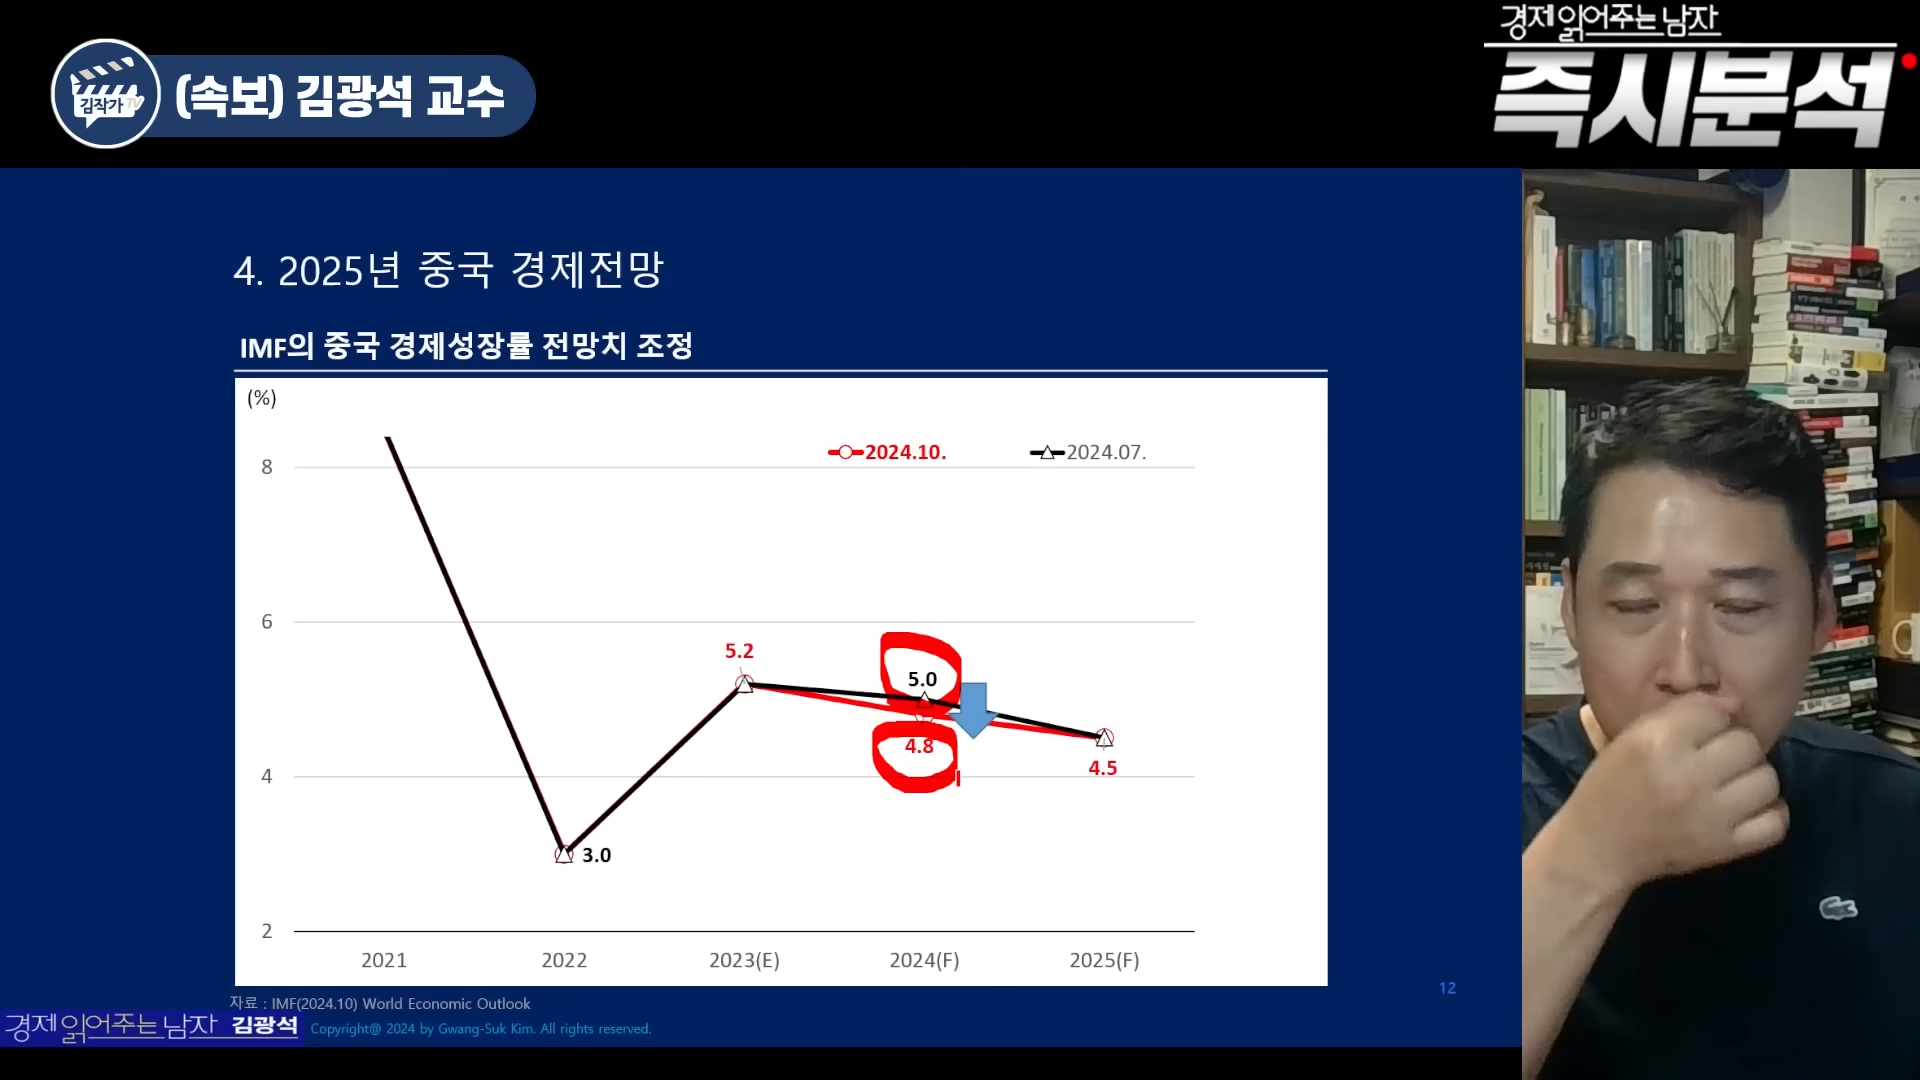 김작가 TV
(속보) 김광석 교수
경제 읽어주는 남자
즉시분석
4. 2025년 중국 경제전망
IMF의 중국 경제성장률 전망치 조정
(%)
2024.10.
2024.07.
8
6
4
2
5.2
5.0
4.8
4.5
3.0
2021
2022
2023(E)
2024(F)
2025(F)
12
자료 : IMF(2024.10) World Economic Outlook
경제 읽어주는 남자 김광석
Copyright@ 2024 by Gwang-Suk Kim. All rights reserved.